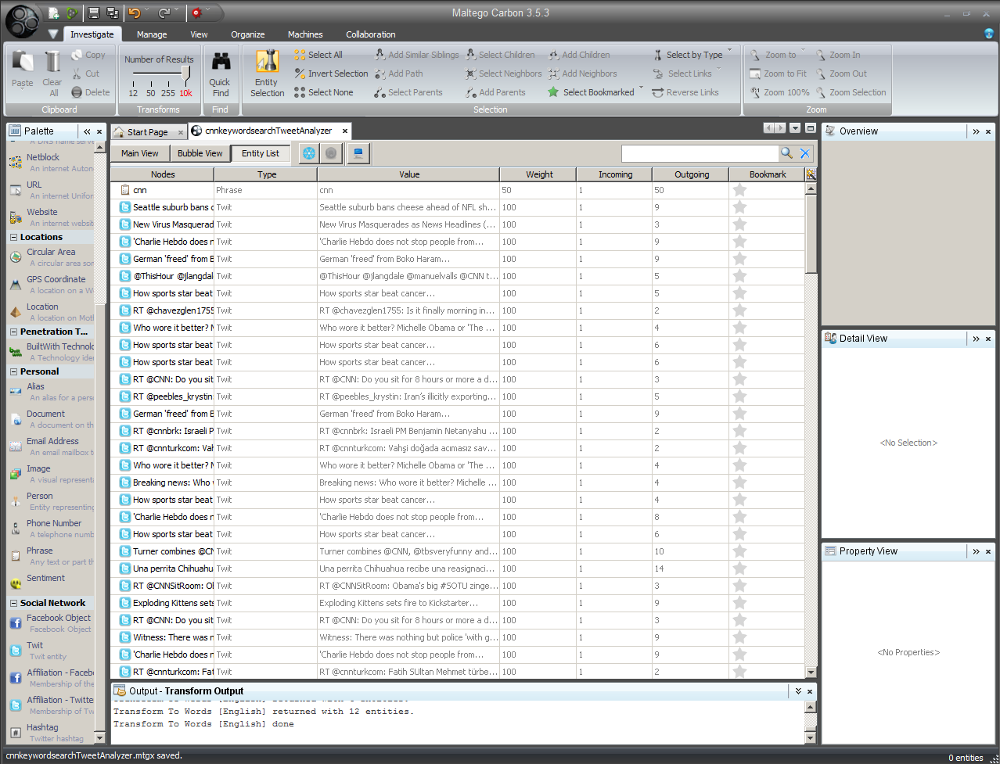 Maltego Carbon 3.5.3
Investigate Manage View Organize Machines Collaboration
Paste
Clear All
Copy
Cut
Delete
Clipboard
Number of Results
12 50 255 10k
Transforms
Quick Find
Find
Entity Selection
Select All
Invert Selection
Select None
Add Similar Siblings
Add Path
Select Parents
Select Children
Select Neighbors
Add Parents
Add Children
Add Neighbors
Select Bookmarked
Select by Type
Select Links
Reverse Links
Selection
Zoom to
Zoom to Fit
Zoom 100%
Zoom In
Zoom Out
Zoom Selection
Zoom
Palette
A DNS name serve
Netblock
An internet Auton
URL
An internet Unifor
Website
An internet websit
Locations
Circular Area
A circular area som
GPS Coordinate
A location on a Wo
Location
A location on Moth
Penetration T...
BuiltWith Technolo
A Technology iden
Personal
Alias
An alias for a perso
Document
A document on the
Email Address
An email mailbox to
Image
A visual representa
Person
Entity representing
Phone Number
A telephone numb
Phrase
Any text or part th
Sentiment
Social Network
Facebook Object
Facebook Object
Twit
Twit entity
Affiliation - Facebo
Membership of the
Affiliation - Twitte
Membership of Tw
Hashtag
Twitter hashtag
Start Page
cnnkeywordsearchTweetAnalyzer
Main View Bubble View Entity List
Nodes Type Value Weight Incoming Outgoing Bookmark
cnn Phrase cnn 50 1 50
Seattle suburb bans c Twit Seattle suburb bans cheese ahead of NFL sh... 100 1 9
New Virus Masquerad Twit New Virus Masquerades as News Headlines (... 100 1 3
'Charlie Hebdo does n Twit 'Charlie Hebdo does not stop people from... 100 1 9
German 'freed' from B Twit German 'freed' from Boko Haram... 100 1 9
@ThisHour @jlangdale Twit @ThisHour @jlangdale @manuelvalls @CNN t... 100 1 5
How sports star beat Twit How sports star beat cancer... 100 1 5
RT @chavezglen1755: Twit RT @chavezglen1755: Is it finally morning in... 100 1 2
Who wore it better? M Twit Who wore it better? Michelle Obama or 'The ... 100 1 4
How sports star beat Twit How sports star beat cancer... 100 1 6
How sports star beat Twit How sports star beat cancer... 100 1 6
RT @CNN: Do you sit Twit RT @CNN: Do you sit for 8 hours or more a d... 100 1 3
RT @peebles_krystin: Twit RT @peebles_krystin: Iran's illicitly exporting... 100 1 5
German 'freed' from B Twit German 'freed' from Boko Haram... 100 1 9
RT @cnnbrk: Israeli P Twit RT @cnnbrk: Israeli PM Benjamin Netanyahu ... 100 1 2
RT @cnnturkcom: Vah Twit RT @cnnturkcom: Vahşi doğada acımasız sav... 100 1 2
Who wore it better? M Twit Who wore it better? Michelle Obama or 'The ... 100 1 4
Breaking news: Who w Twit Breaking news: Who wore it better? Michelle ... 100 1 4
How sports star beat Twit How sports star beat cancer... 100 1 4
'Charlie Hebdo does n Twit 'Charlie Hebdo does not stop people from... 100 1 8
How sports star beat Twit How sports star beat cancer... 100 1 6
Turner combines @CN Twit Turner combines @CNN, @tbsveryfunny and... 100 1 10
Una perrita Chihuahu Twit Una perrita Chihuahua recibe una reasignaci... 100 1 14
RT @CNNSitRoom: Ob Twit RT @CNNSitRoom: Obama's big #SOTU zinge... 100 1 3
Exploding Kittens sets Twit Exploding Kittens sets fire to Kickstarter... 100 1 9
RT @CNN: Do you sit Twit RT @CNN: Do you sit for 8 hours or more a d... 100 1 3
Witness: There was n Twit Witness: There was nothing but police 'with g... 100 1 9
'Charlie Hebdo does n Twit 'Charlie Hebdo does not stop people from... 100 1 9
RT @cnnturkcom: Fat Twit RT @cnnturkcom: Fatih SUltan Mehmet türbe... 100 1 2
Output - Transform Output
Transform To Words [English] returned with 12 entities.
Transform To Words [English] done
Overview
Detail View
<No Selection>
Property View
<No Properties>
cnnkeywordsearchTweetAnalyzer.mtgx saved.
0 entities